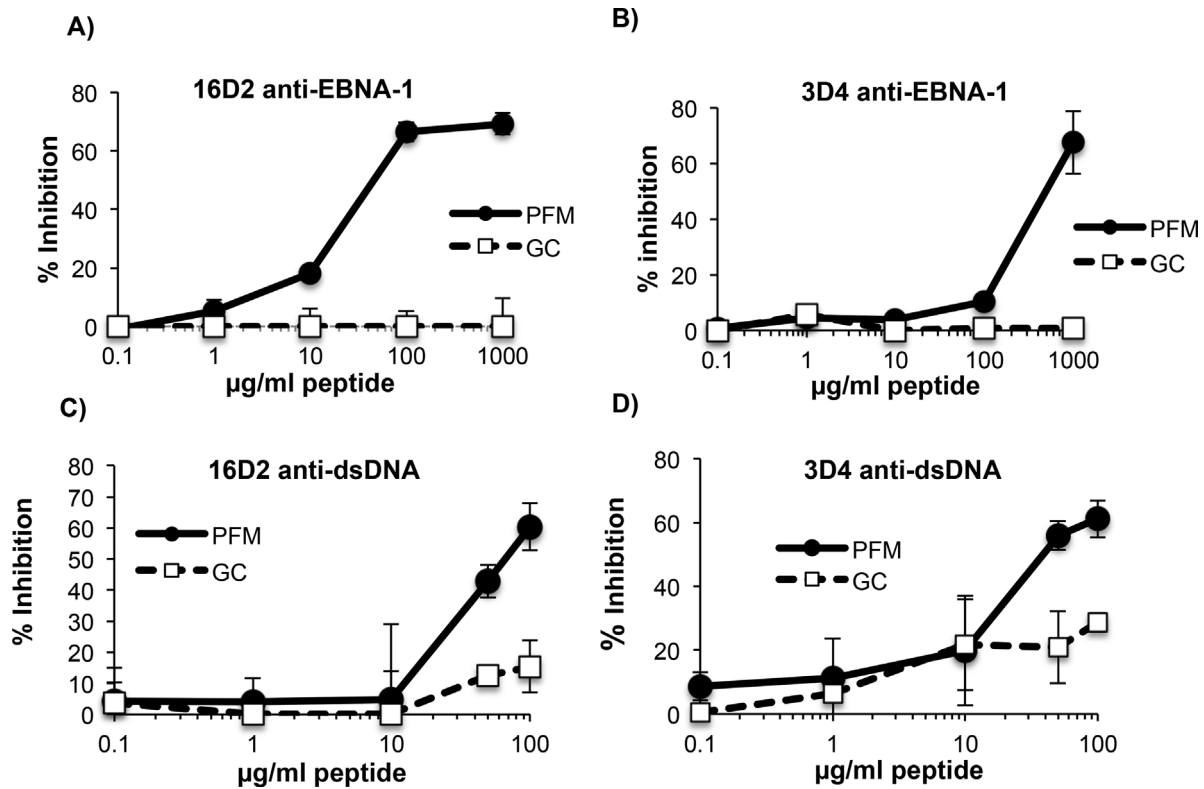 A)
16D2 anti-EBNA-1
% Inhibition
80
60
40
20
0
PFM
GC
0.1 1 10 100 1000
µg/ml peptide
B)
3D4 anti-EBNA-1
% inhibition
80
60
40
20
0
PFM
GC
0.1 1 10 100 1000
µg/ml peptide
C)
16D2 anti-dsDNA
% Inhibition
80
70
60
50
40
30
20
10
0
PFM
GC
0.1 1 10 100
µg/ml peptide
D)
3D4 anti-dsDNA
% Inhibition
80
60
40
20
0
PFM
GC
0.1 1 10 100
µg/ml peptide